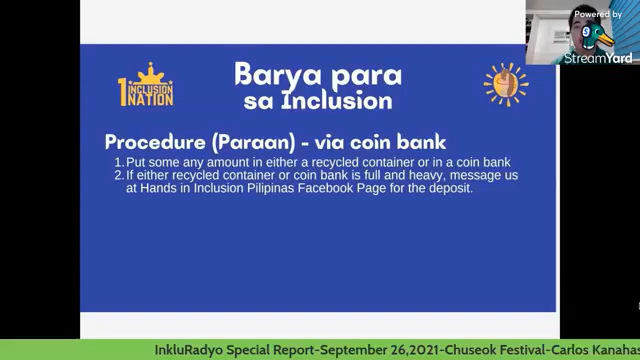 Powered by
StreamYard
1 INCLUSION
NATION
Barya para
sa Inclusion
Procedure (Paraan) - via coin bank
1. Put some any amount in either a recycled container or in a coin bank
2. If either recycled container or coin bank is full and heavy, message us
at Hands in Inclusion Pilipinas Facebook Page for the deposit.
InkluRadyo Special Report-September 26,2021-Chuseok Festival-Carlos Kanahas